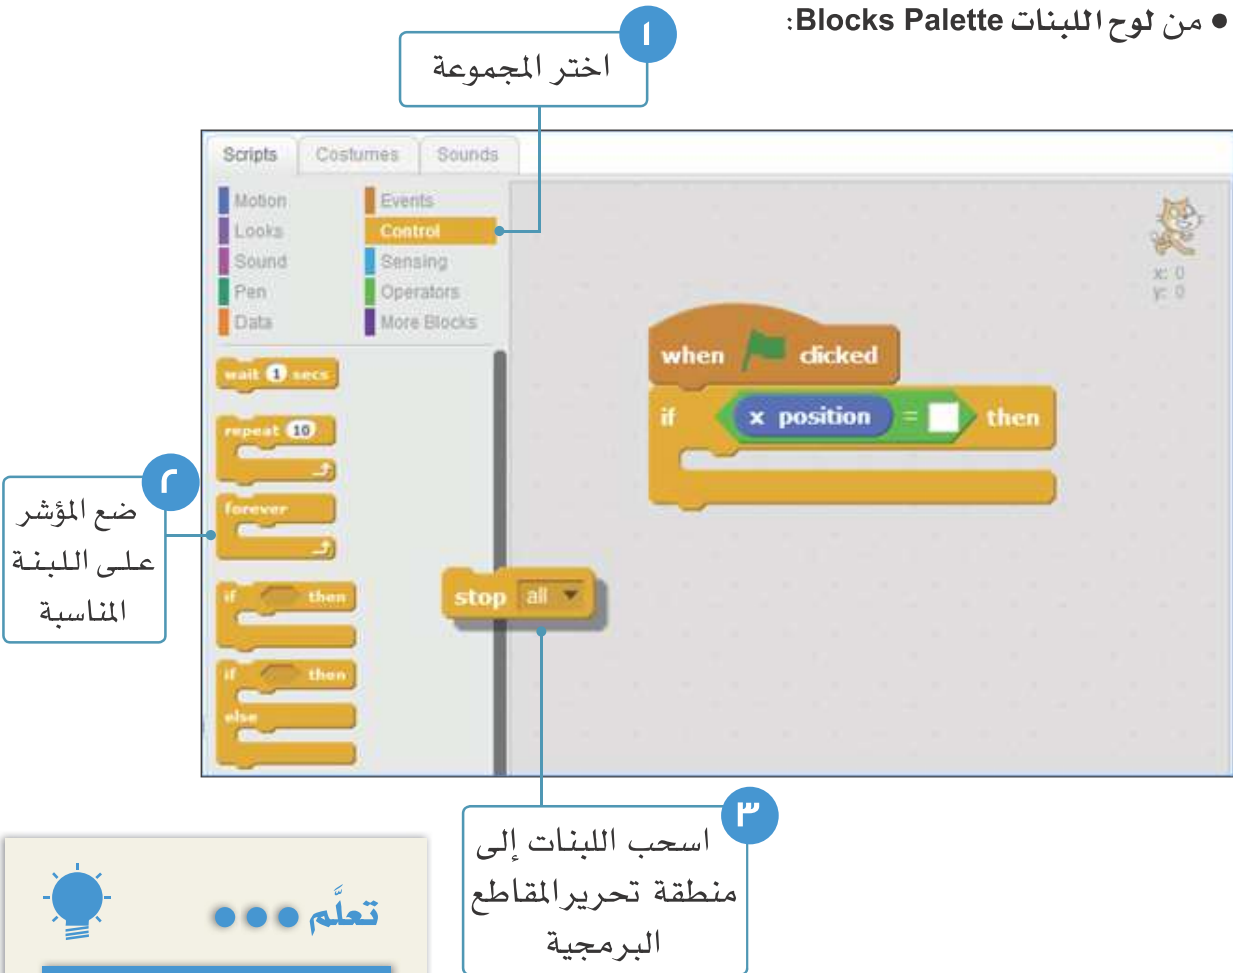 ● من لوح اللبنات Blocks Palette:
١
اختر المجموعة
Scripts Costumes Sounds
Motion Events
Looks Control
Sound Sensing
Pen Operators
Data More Blocks
x: 0
y: 0
wait 1 secs
repeat 10
forever
if then
if then
else
when clicked
if x position = then
stop all
٢
ضع المؤشر
على اللبنة
المناسبة
٣
اسحب اللبنات إلى
منطقة تحرير المقاطع
البرمجية
تعلَّم